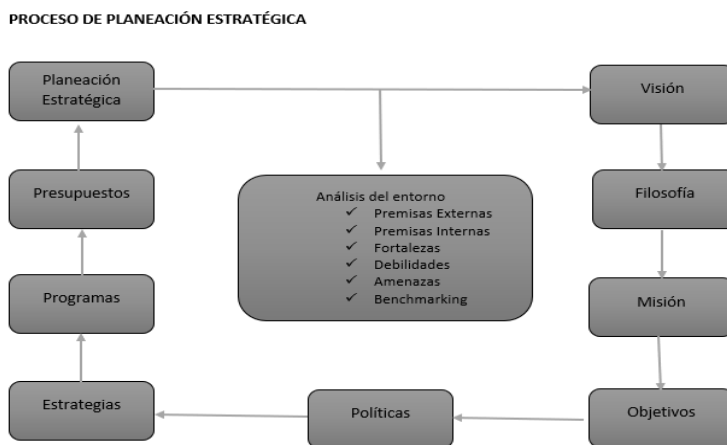 PROCESO DE PLANEACIÓN ESTRATÉGICA
Planeación
Estratégica
Visión
Presupuestos
Análisis del entorno
✓ Premisas Externas
✓ Premisas Internas
✓ Fortalezas
✓ Debilidades
✓ Amenazas
✓ Benchmarking
Filosofía
Programas
Misión
Estrategias
Políticas
Objetivos